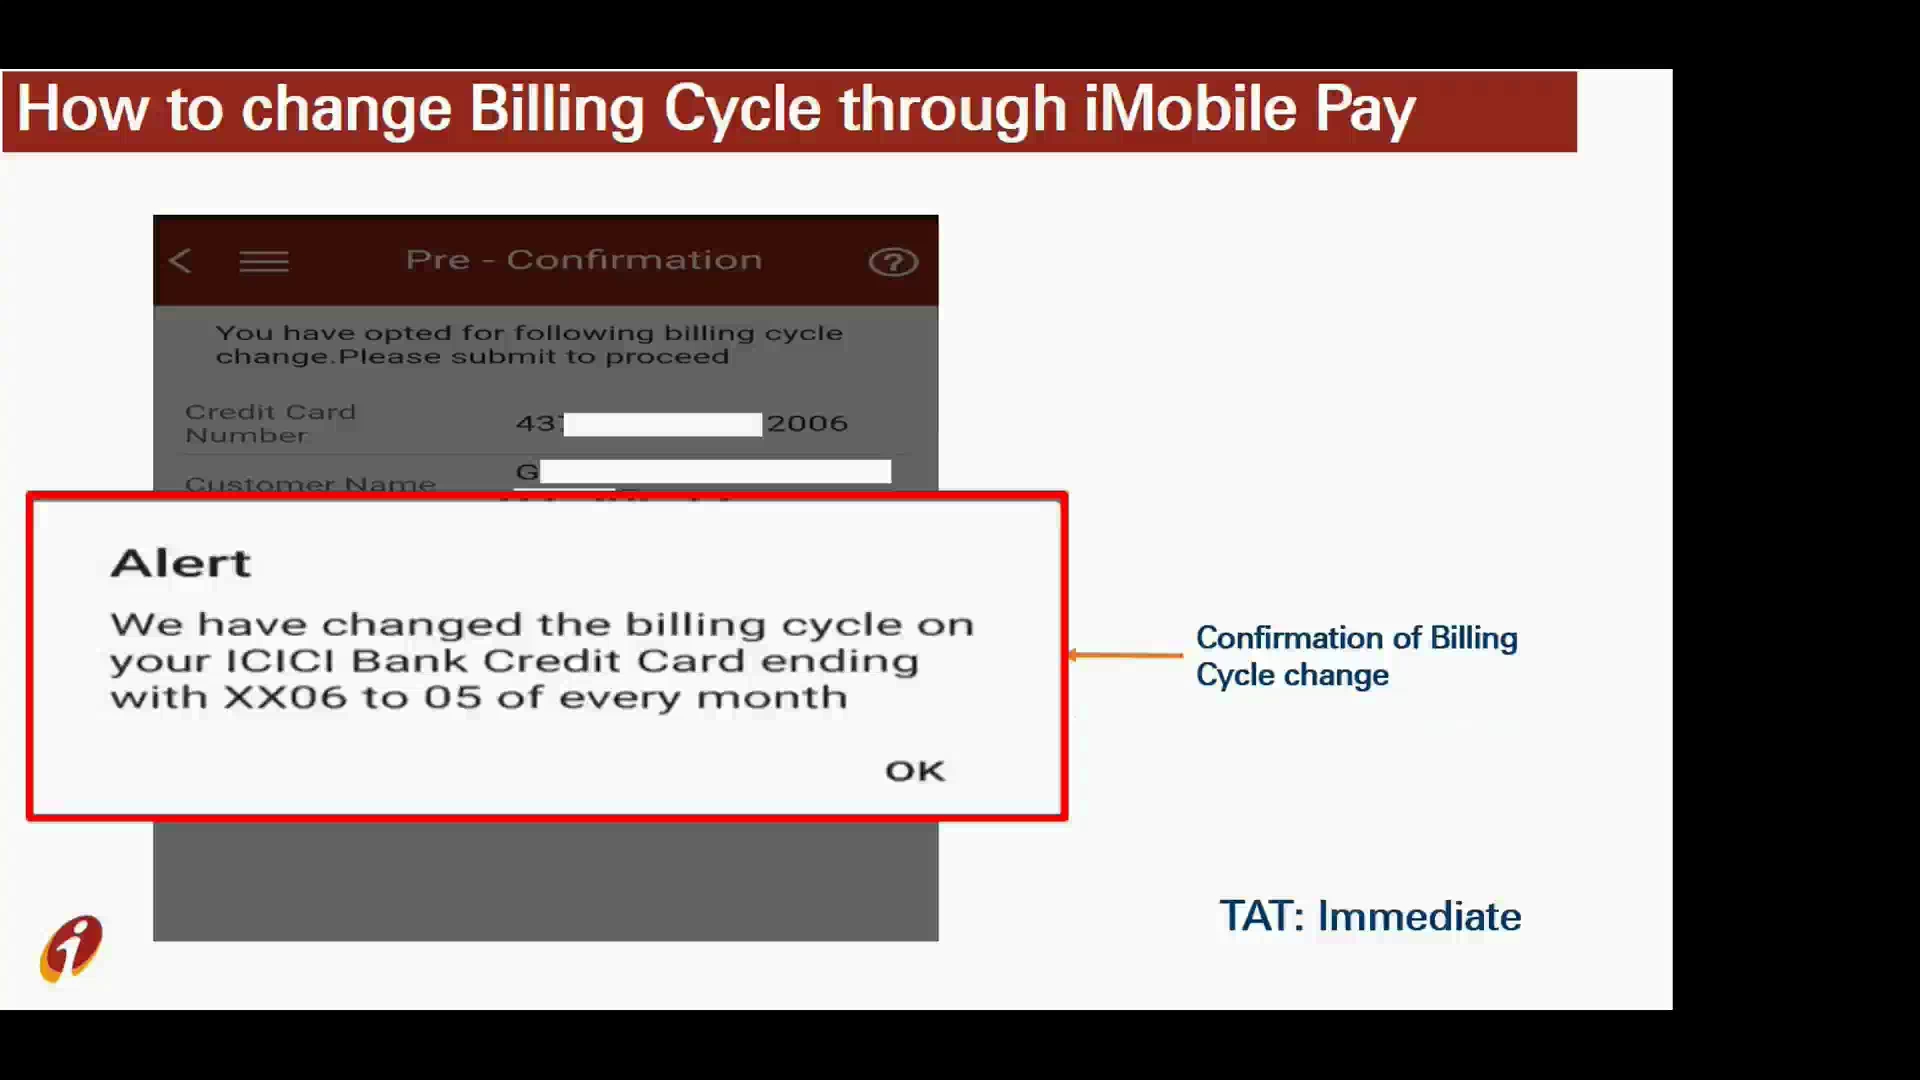 How to change Billing Cycle through iMobile Pay
Pre - Confirmation
You have opted for following billing cycle
change.Please submit to proceed
Credit Card
Number
43 2006
Customer Name
G
Alert
We have changed the billing cycle on
your ICICI Bank Credit Card ending
with XX06 to 05 of every month
OK
Confirmation of Billing
Cycle change
TAT: Immediate